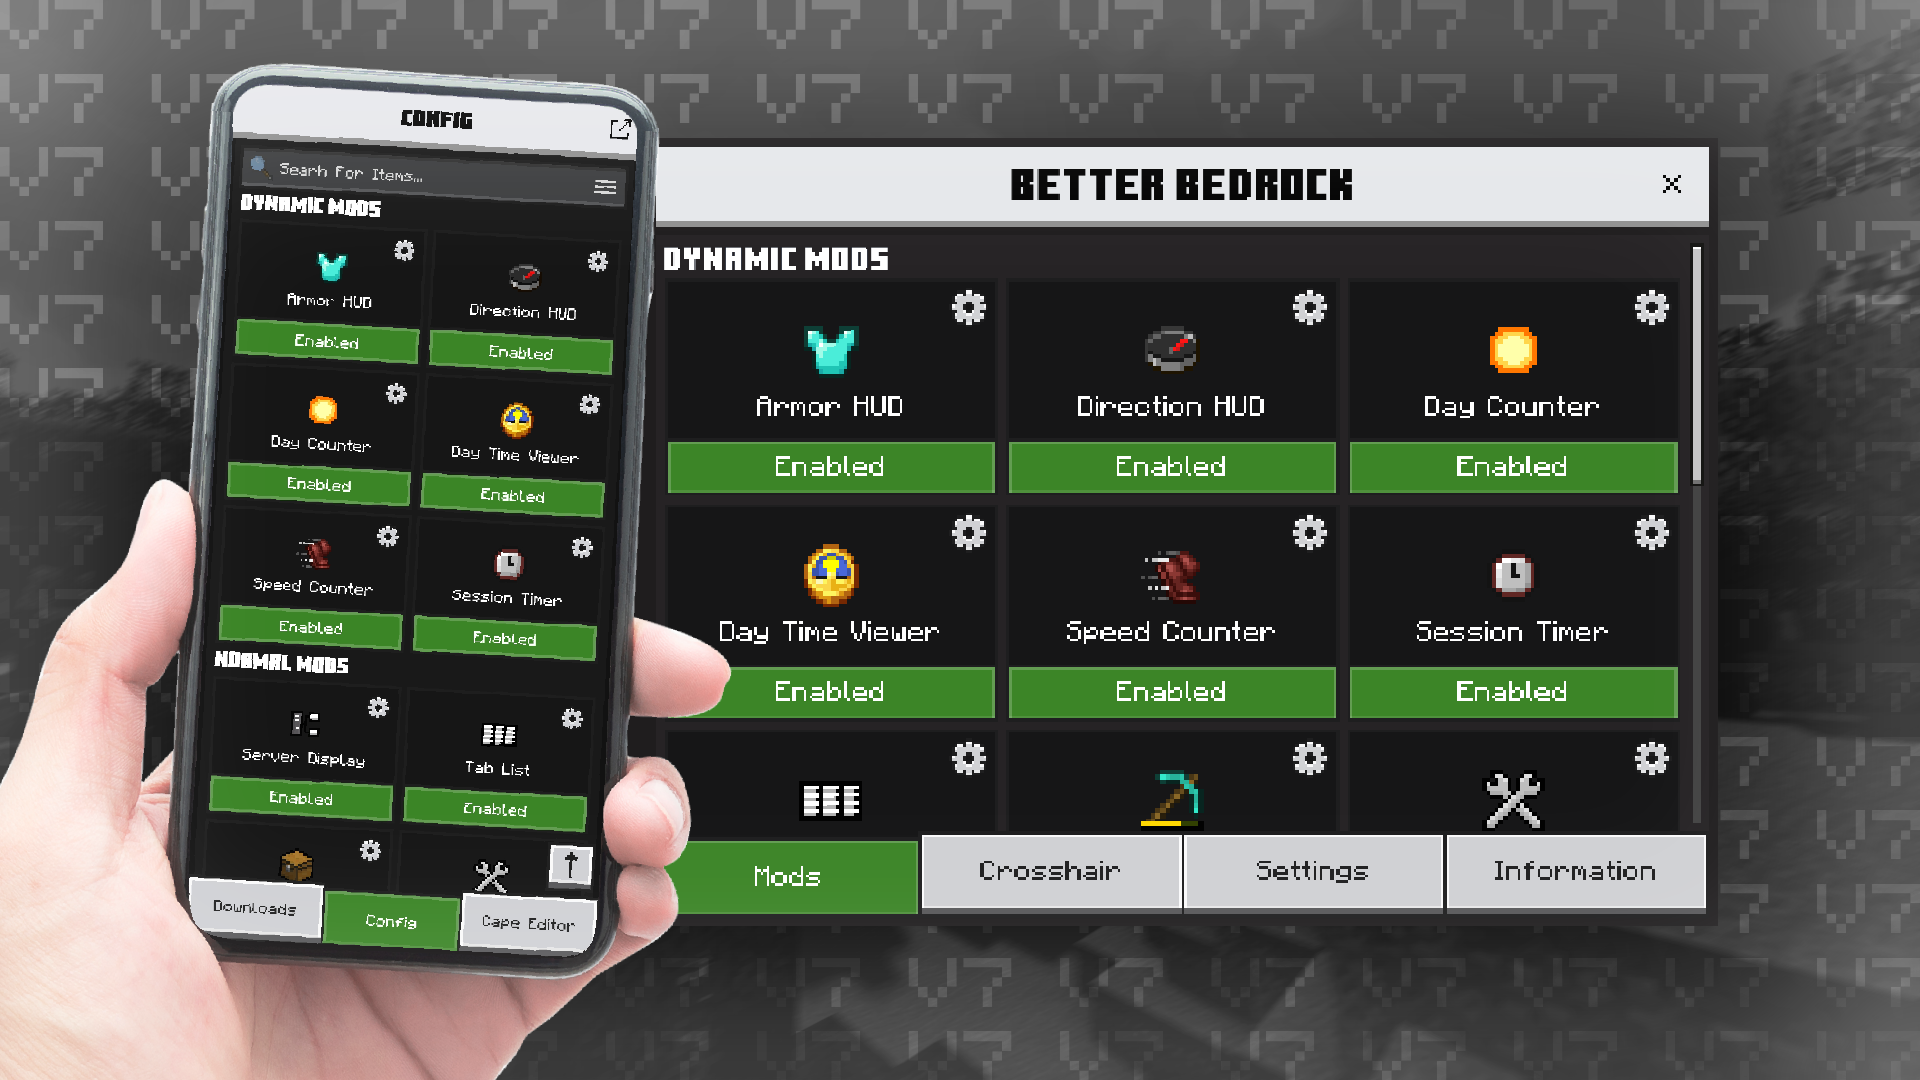 CONFIG
Searh For Items...
DYNAMIC MODS
Armor HUD
Direction HUD
Enabled
Enabled
Day Counter
Day Time Viewer
Enabled
Enabled
Speed Counter
Session Timer
Enabled
Enabled
NORMAL MODS
Server Display
Tab List
Enabled
Enabled
Downloads
Config
Cape Editor
BETTER BEDROCK
DYNAMIC MODS
Armor HUD
Direction HUD
Day Counter
Enabled
Enabled
Enabled
Day Time Viewer
Speed Counter
Session Timer
Enabled
Enabled
Enabled
Mods
Crosshair
Settings
Information
V7